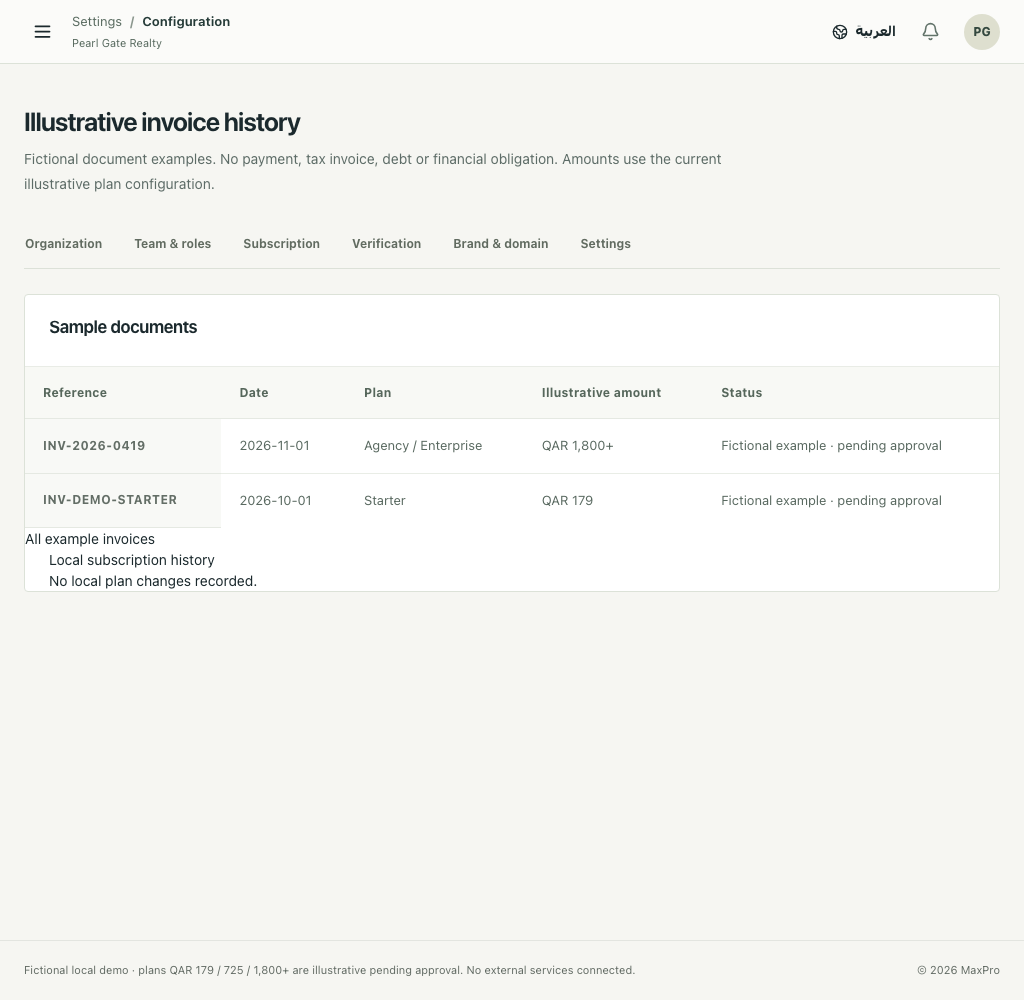 Settings / Configuration
Pearl Gate Realty
العربية
PG
Illustrative invoice history
Fictional document examples. No payment, tax invoice, debt or financial obligation. Amounts use the current
illustrative plan configuration.
Organization Team & roles Subscription Verification Brand & domain Settings
Sample documents
Reference Date Plan Illustrative amount Status
INV-2026-0419 2026-11-01 Agency / Enterprise QAR 1,800+ Fictional example · pending approval
INV-DEMO-STARTER 2026-10-01 Starter QAR 179 Fictional example · pending approval
All example invoices
Local subscription history
No local plan changes recorded.
Fictional local demo · plans QAR 179 / 725 / 1,800+ are illustrative pending approval. No external services connected.
© 2026 MaxPro